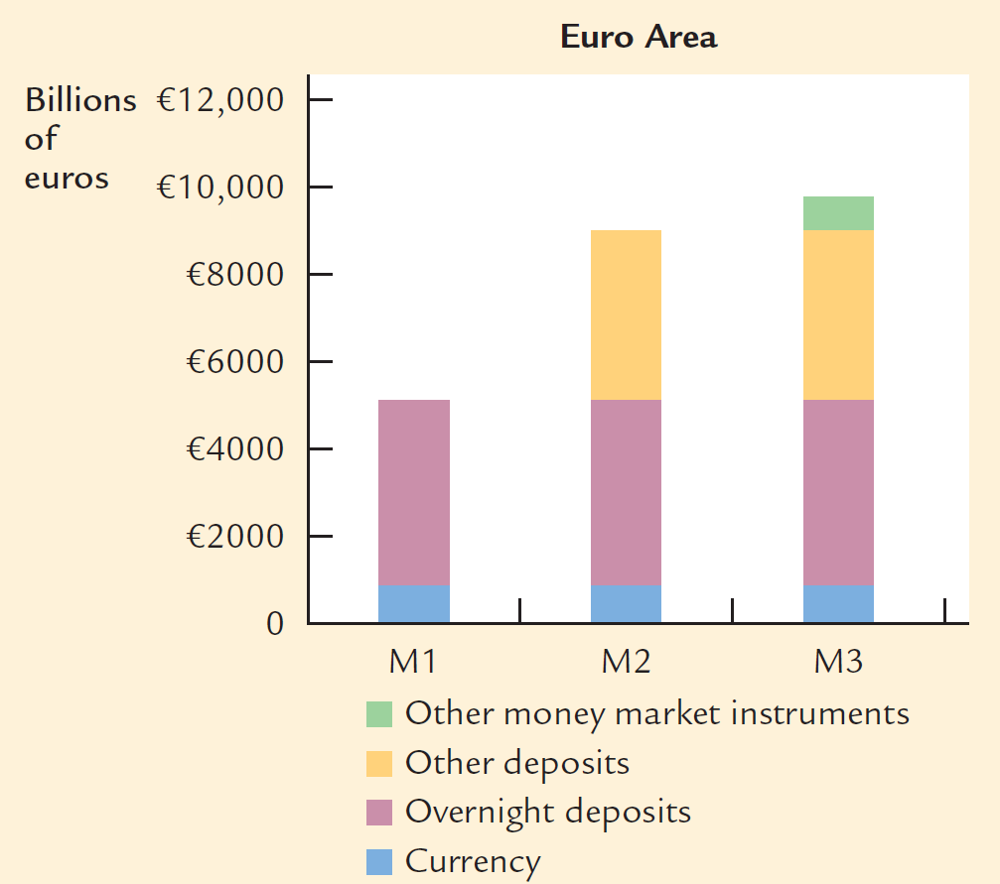 Euro Area
Billions
of
euros
€12,000
€10,000
€8000
€6000
€4000
€2000
0
M1
M2
M3
Other money market instruments
Other deposits
Overnight deposits
Currency